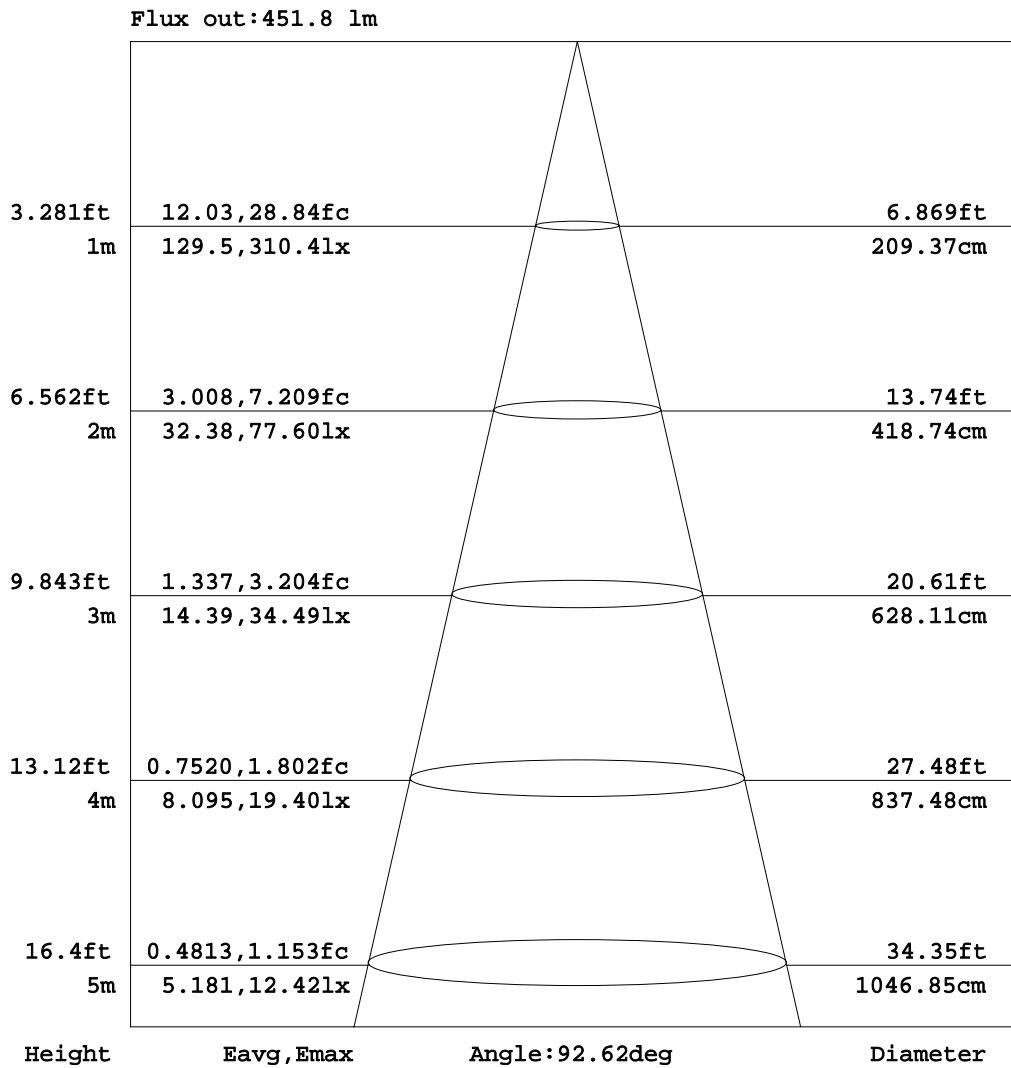 Flux out:451.8 lm
3.281ft 12.03,28.84fc 6.869ft
1m 129.5,310.4lx 209.37cm
6.562ft 3.008,7.209fc 13.74ft
2m 32.38,77.60lx 418.74cm
9.843ft 1.337,3.204fc 20.61ft
3m 14.39,34.49lx 628.11cm
13.12ft 0.7520,1.802fc 27.48ft
4m 8.095,19.40lx 837.48cm
16.4ft 0.4813,1.153fc 34.35ft
5m 5.181,12.42lx 1046.85cm
Height Eavg,Emax Angle:92.62deg Diameter